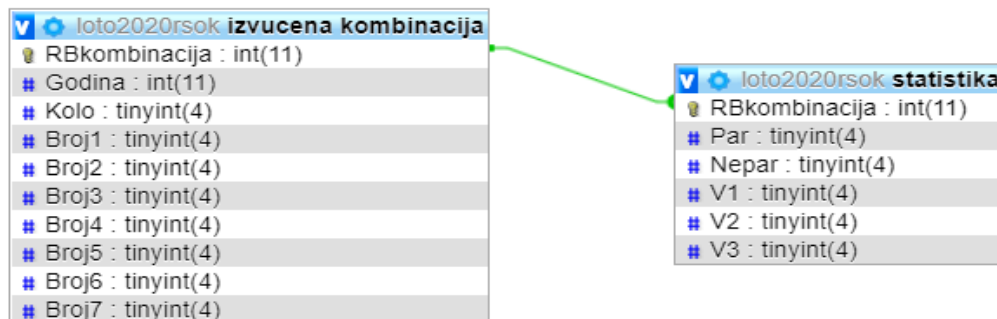 v loto2020rsok izvucena kombinacija
RBkombinacija : int(11)
# Godina : int(11)
# Kolo : tinyint(4)
# Broj1 : tinyint(4)
# Broj2 : tinyint(4)
# Broj3 : tinyint(4)
# Broj4 : tinyint(4)
# Broj5 : tinyint(4)
# Broj6 : tinyint(4)
# Broj7 : tinyint(4)
v loto2020rsok statistika
RBkombinacija : int(11)
# Par : tinyint(4)
# Nepar : tinyint(4)
# V1 : tinyint(4)
# V2 : tinyint(4)
# V3 : tinyint(4)